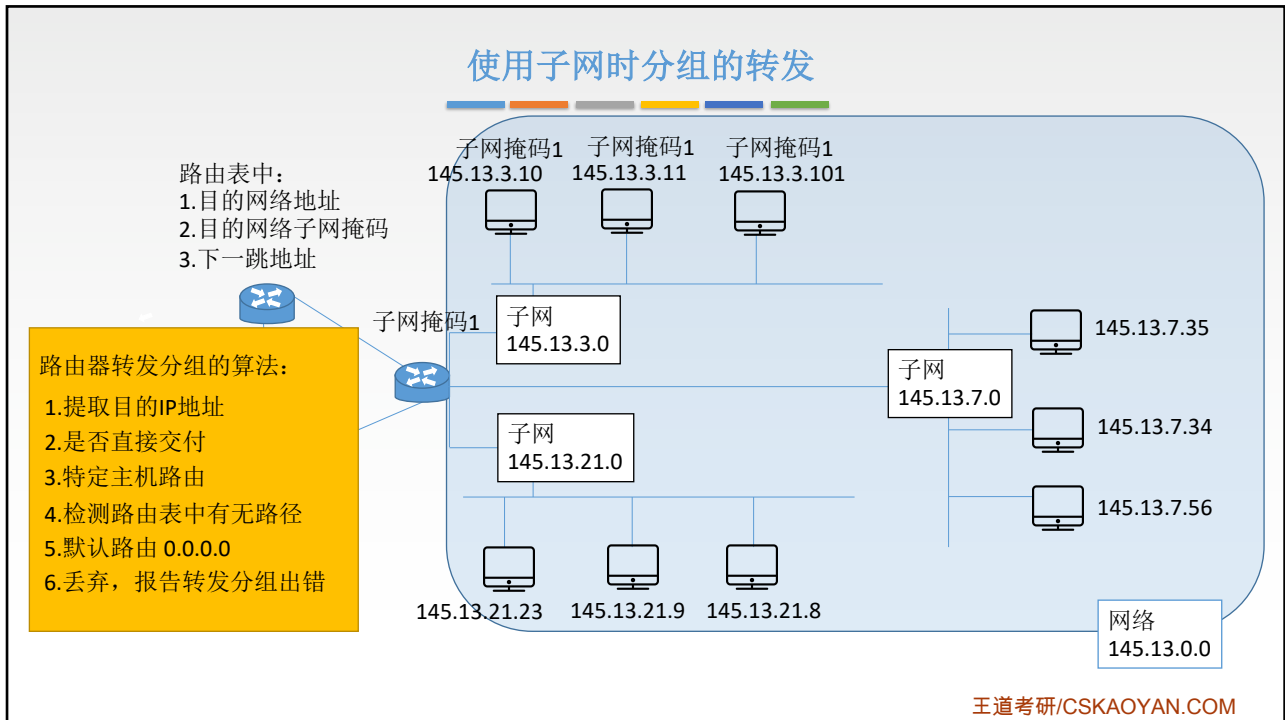 使用子网时分组的转发
路由表中：
1.目的网络地址
2.目的网络子网掩码
3.下一跳地址
子网掩码1
145.13.3.10
子网掩码1
145.13.3.11
子网掩码1
145.13.3.101
子网掩码1
子网
145.13.3.0
子网
145.13.21.0
子网
145.13.7.0
145.13.7.35
145.13.7.34
145.13.7.56
路由器转发分组的算法：
1.提取目的IP地址
2.是否直接交付
3.特定主机路由
4.检测路由表中有无路径
5.默认路由 0.0.0.0
6.丢弃，报告转发分组出错
145.13.21.23
145.13.21.9
145.13.21.8
网络
145.13.0.0
王道考研/CSKAOYAN.COM